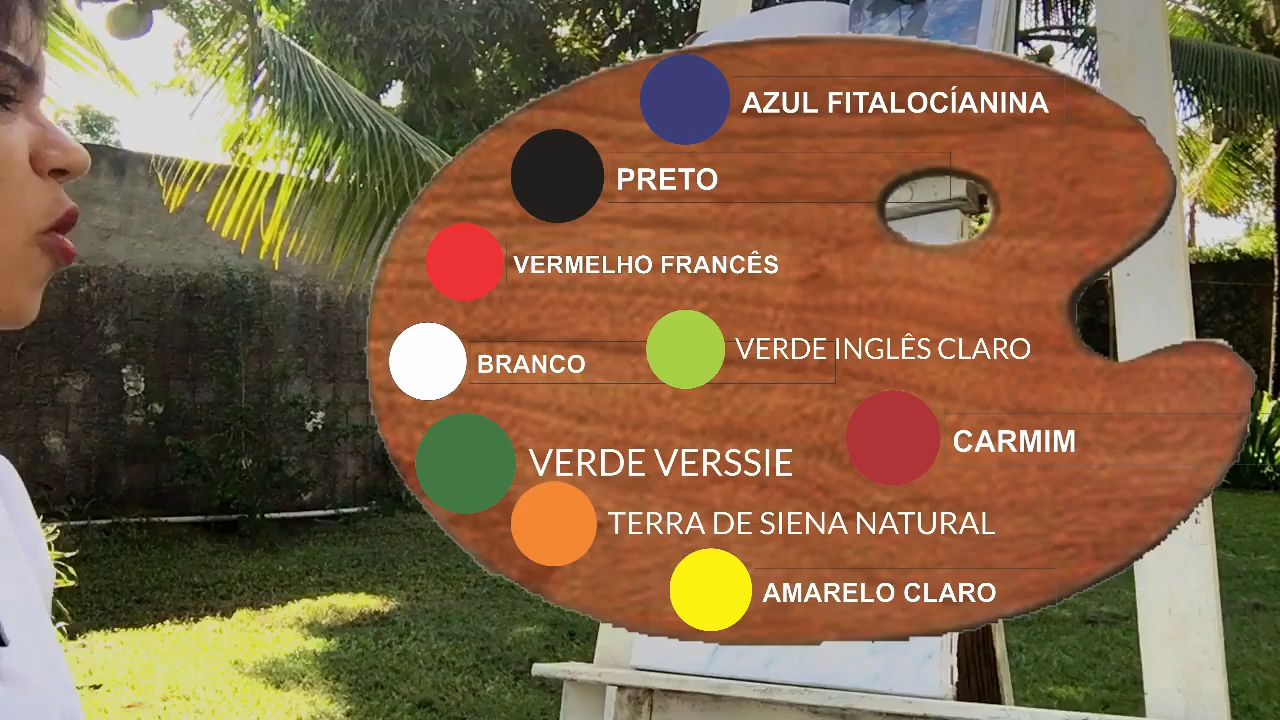 AZUL FITALOCÍANINA
PRETO
VERMELHO FRANCÊS
VERDE INGLÊS CLARO
BRANCO
CARMIM
VERDE VERSSIE
TERRA DE SIENA NATURAL
AMARELO CLARO